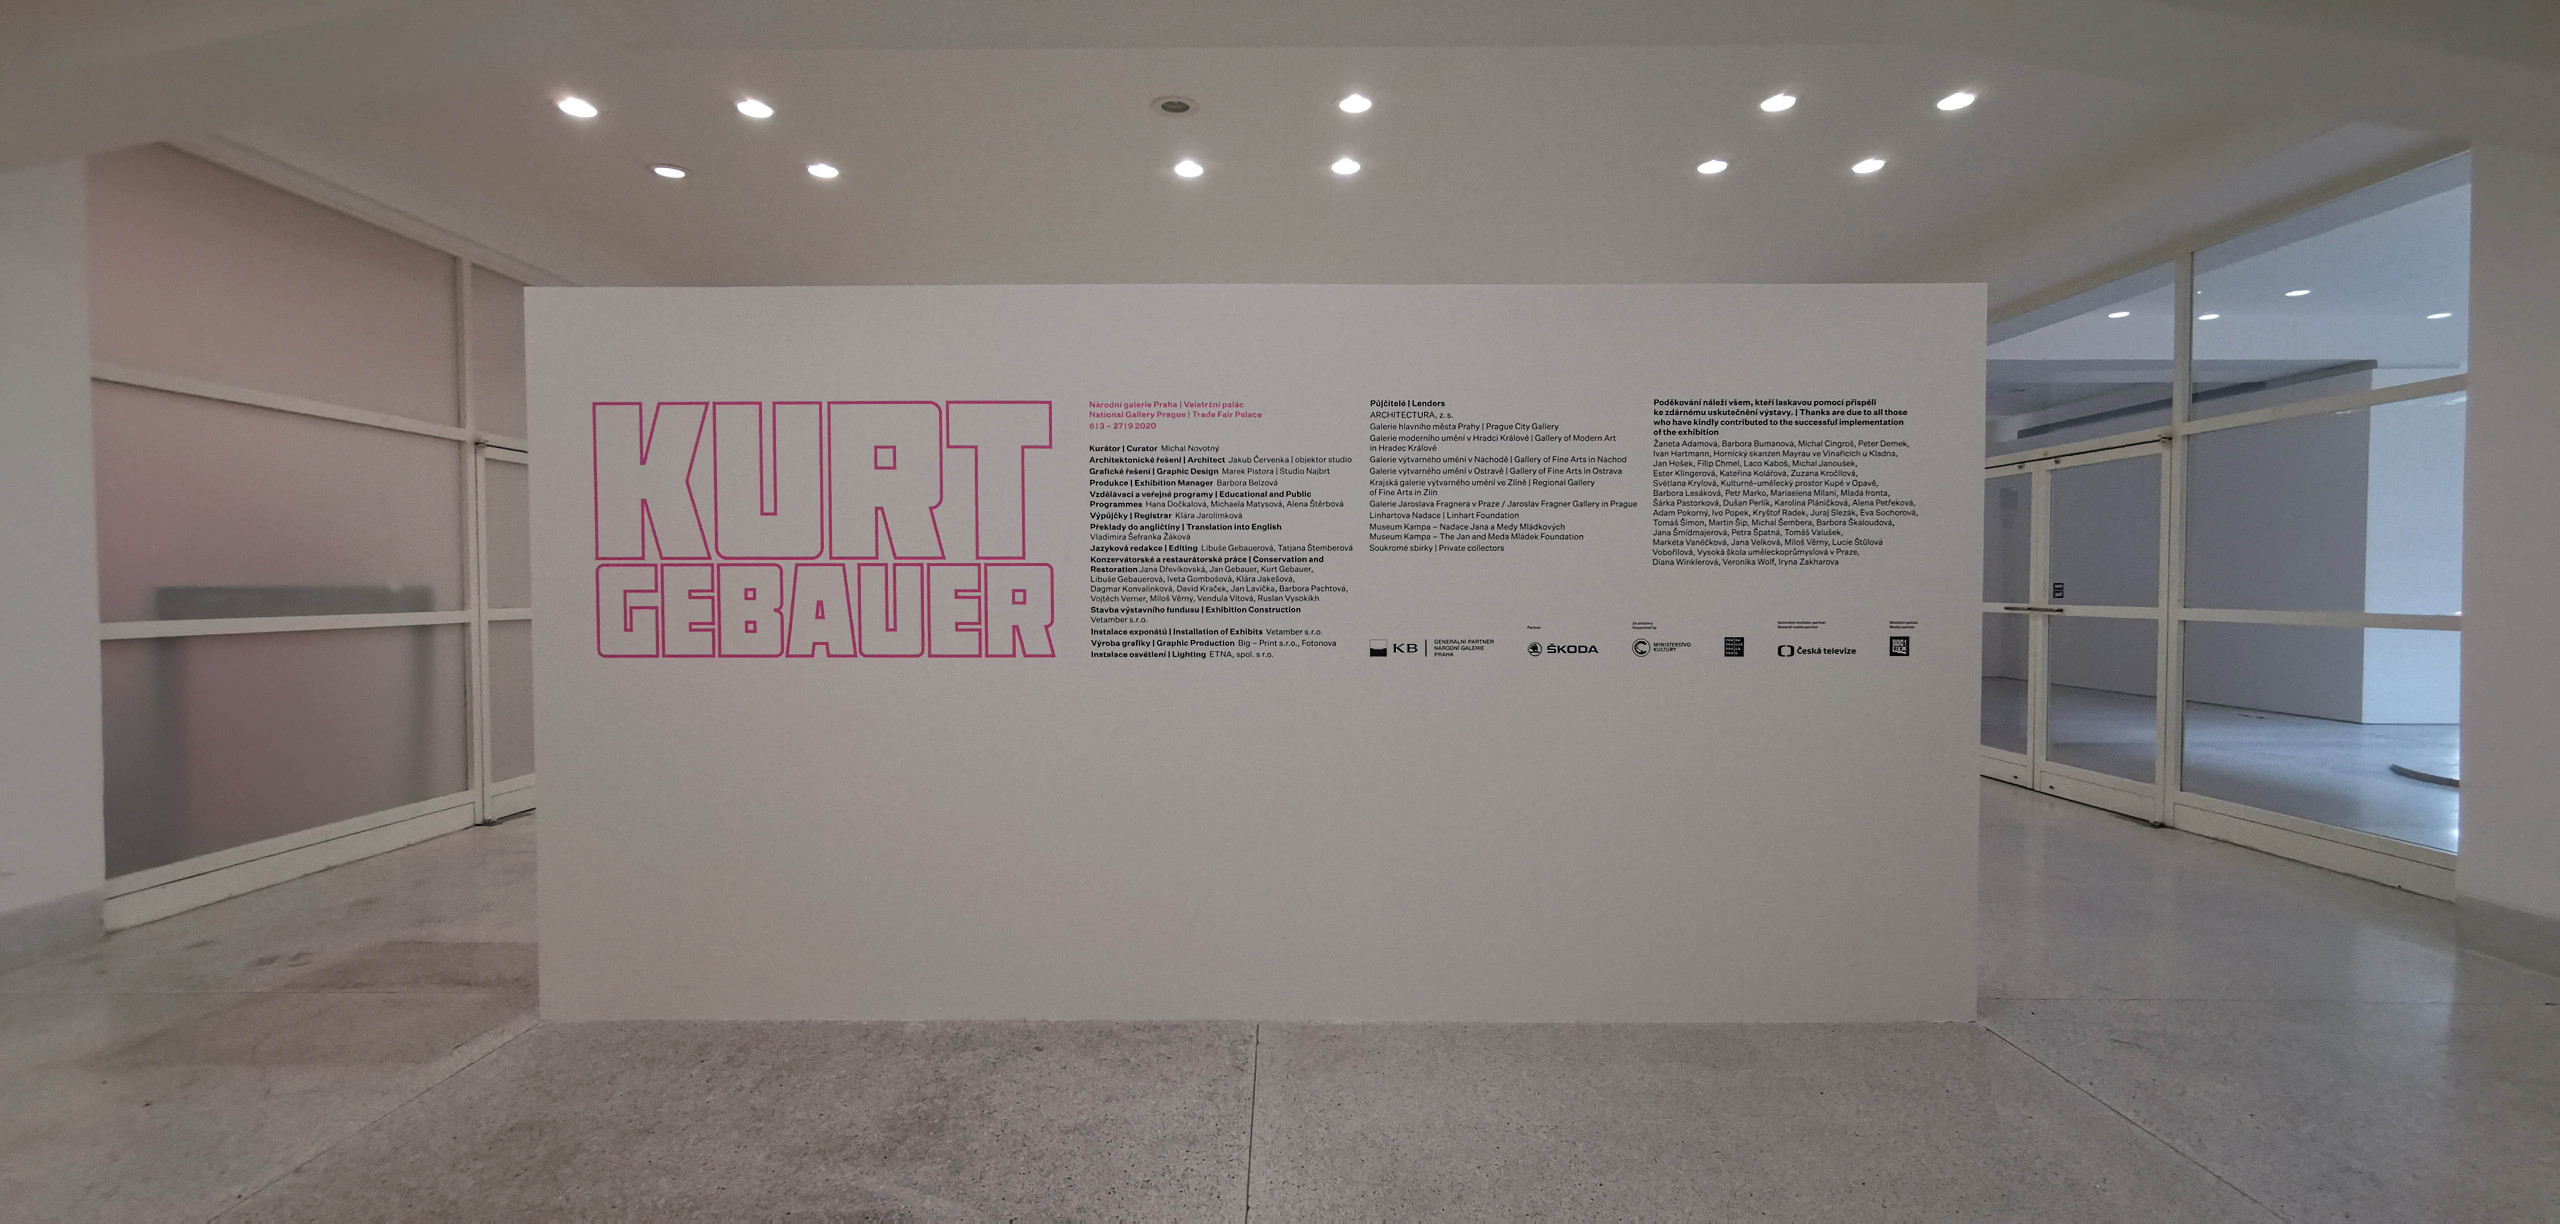 KURT
GEBAUER
Národní galerie Praha | Veletržní palác
National Gallery Prague | Trade Fair Palace
6 | 3 – 27 | 9 2020
Kurátor | Curator Michal Novotný
Architektonické řešení | Architect Jakub Červenka | objektor studio
Grafické řešení | Graphic Design Marek Pistora | Studio Najbrt
Produkce | Exhibition Manager Barbora Belzová
Vzdělávací a veřejné programy | Educational and Public
Programmes Hana Dočkalová, Michaela Matysová, Alena Štěrbová
Výpůjčky | Registrar Klára Jarolímková
Překlady do angličtiny | Translation into English
Vladimíra Šefranka Žáková
Jazyková redakce | Editing Libuše Gebauerová, Tatjana Štemberová
Konzervátorské a restaurátorské práce | Conservation and
Restoration Jana Dřevíkovská, Jan Gebauer, Kurt Gebauer,
Libuše Gebauerová, Iveta Gombošová, Klára Jakešová,
Dagmar Konvalinková, David Kraček, Jan Lavička, Barbora Pachtová,
Vojtěch Verner, Miloš Věrný, Vendula Vítová, Ruslan Vysokikh
Stavba výstavního fundusu | Exhibition Construction
Vetamber s.r.o.
Instalace exponátů | Installation of Exhibits Vetamber s.r.o.
Výroba grafiky | Graphic Production Big – Print s.r.o., Fotonova
Instalace osvětlení | Lighting ETNA, spol. s r.o.
Půjčitelé | Lenders
ARCHITECTURA, z. s.
Galerie hlavního města Prahy | Prague City Gallery
Galerie moderního umění v Hradci Králové | Gallery of Modern Art
in Hradec Králové
Galerie výtvarného umění v Náchodě | Gallery of Fine Arts in Náchod
Galerie výtvarného umění v Ostravě | Gallery of Fine Arts in Ostrava
Krajská galerie výtvarného umění ve Zlíně | Regional Gallery
of Fine Arts in Zlín
Galerie Jaroslava Fragnera v Praze / Jaroslav Fragner Gallery in Prague
Linhartova Nadace | Linhart Foundation
Museum Kampa – Nadace Jana a Medy Mládkových
Museum Kampa – The Jan and Meda Mládek Foundation
Soukromé sbírky | Private collectors
Poděkování náleží všem, kteří laskavou pomocí přispěli
ke zdárnému uskutečnění výstavy. | Thanks are due to all those
who have kindly contributed to the successful implementation
of the exhibition
Žaneta Adamová, Barbora Bumanová, Michal Cingroš, Peter Demek,
Ivan Hartmann, Hornický skanzen Mayrau ve Vinařicích u Kladna,
Jan Hošek, Filip Chmel, Laco Kaboš, Michal Janoušek,
Ester Klingerová, Kateřina Kolářová, Zuzana Kročilová,
Světlana Krylová, Kulturně-umělecký prostor Kupé v Opavě,
Barbora Lesáková, Petr Marko, Mariaelena Milani, Mladá fronta,
Šárka Pastorková, Dušan Perlík, Karolína Pláničková, Alena Petřeková,
Adam Pokorný, Ivo Popek, Kryštof Radek, Juraj Slezák, Eva Sochorová,
Tomáš Šimon, Martin Šíp, Michal Šembera, Barbora Škaloudová,
Jana Šmídmajerová, Petra Špatná, Tomáš Valušek,
Markéta Vaněčková, Jana Velková, Miloš Věrný, Lucie Štůlová
Vobořilová, Vysoká škola uměleckoprůmyslová v Praze,
Diana Winklerová, Veronika Wolf, Iryna Zakharova
KB GENERÁLNÍ PARTNER
NÁRODNÍ GALERIE
PRAHA
Partner
ŠKODA
Za podpory
Supported by
MINISTERSTVO
KULTURY
Česká televize